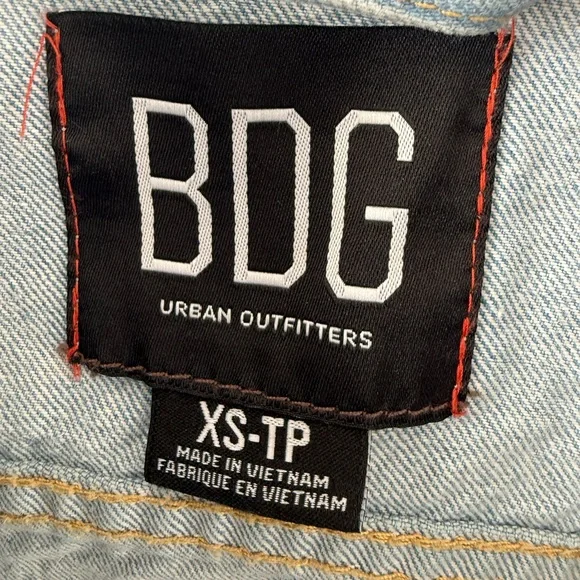 BDG
URBAN OUTFITTERS
XS-TP
MADE IN VIETNAM
FABRIQUE EN VIETNAM